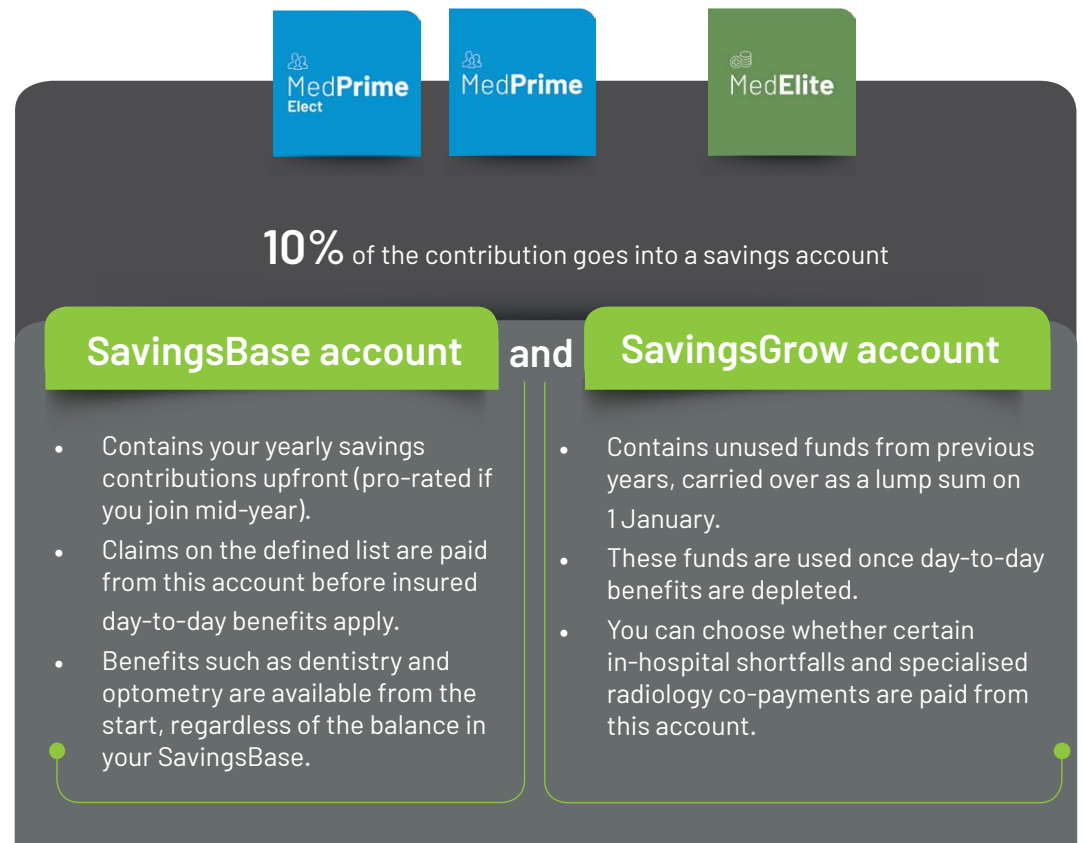 MedPrime
Elect
MedPrime
MedElite
10% of the contribution goes into a savings account
SavingsBase account
and
SavingsGrow account
• Contains your yearly savings
contributions upfront (pro-rated if
you join mid-year).
• Claims on the defined list are paid
from this account before insured
day-to-day benefits apply.
• Benefits such as dentistry and
optometry are available from the
start, regardless of the balance in
your SavingsBase.
• Contains unused funds from previous
years, carried over as a lump sum on
1 January.
• These funds are used once day-to-day
benefits are depleted.
• You can choose whether certain
in-hospital shortfalls and specialised
radiology co-payments are paid from
this account.